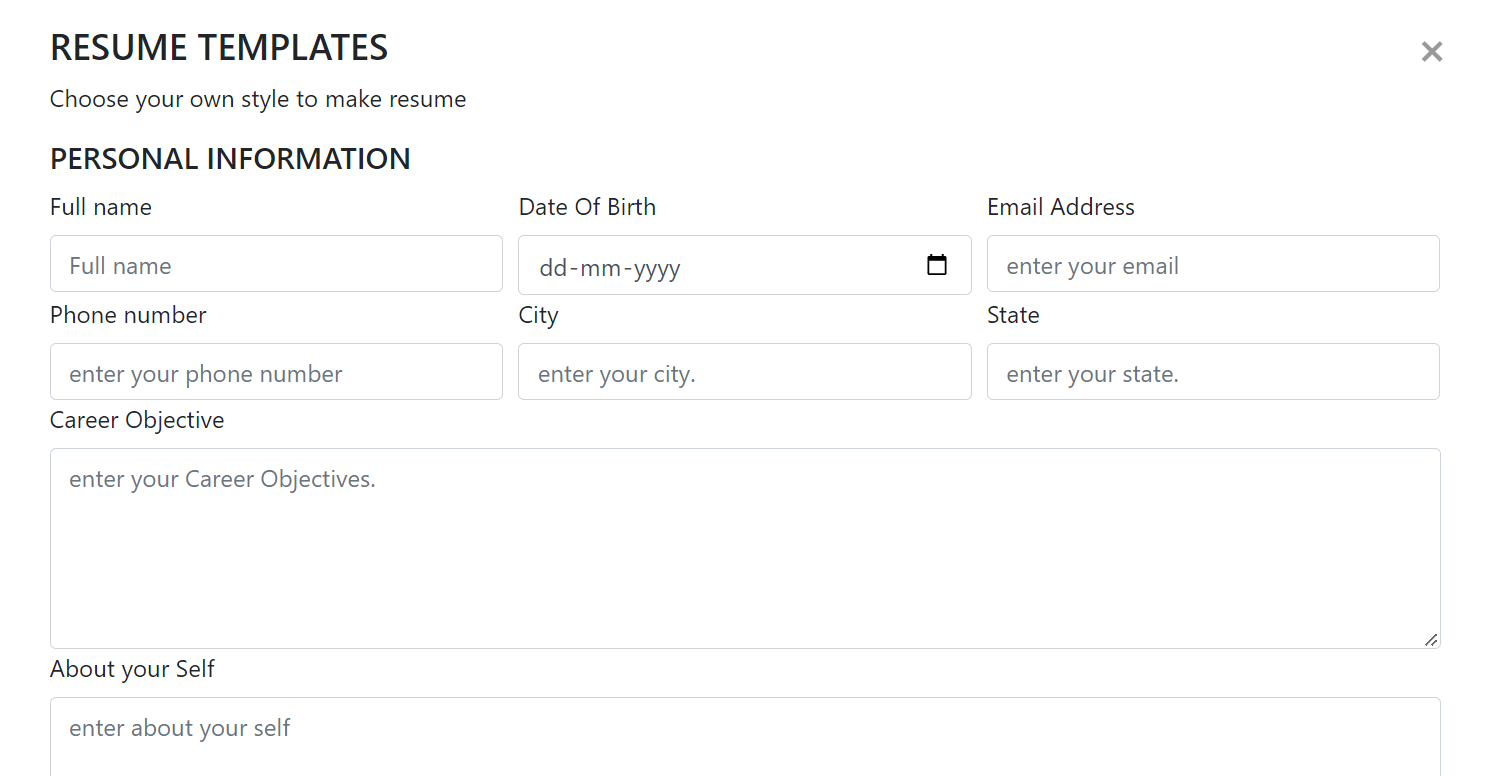 RESUME TEMPLATES
Choose your own style to make resume
PERSONAL INFORMATION
Full name Date Of Birth Email Address
Full name dd-mm-yyyy enter your email
Phone number City State
enter your phone number enter your city. enter your state.
Career Objective
enter your Career Objectives.
About your Self
enter about your self